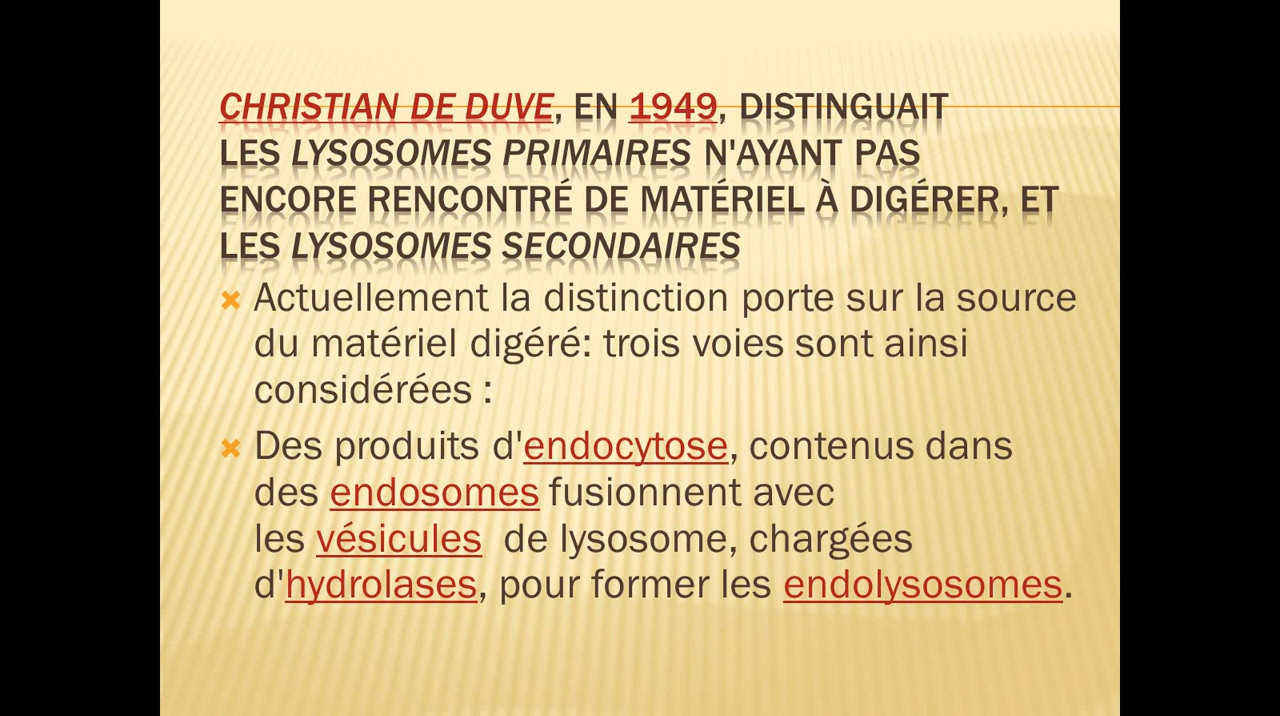 CHRISTIAN DE DUVE, EN 1949, DISTINGUAIT
LES LYSOSOMES PRIMAIRES N'AYANT PAS
ENCORE RENCONTRÉ DE MATÉRIEL À DIGÉRER, ET
LES LYSOSOMES SECONDAIRES
Actuellement la distinction porte sur la source
du matériel digéré: trois voies sont ainsi
considérées :
Des produits d'endocytose, contenus dans
des endosomes fusionnent avec
les vésicules de lysosome, chargées
d'hydrolases, pour former les endolysosomes.